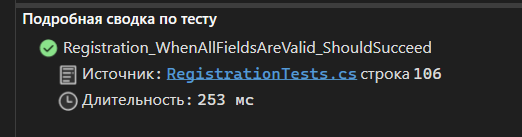 Подробная сводка по тесту
Registration_WhenAllFieldsAreValid_ShouldSucceed
Источник: RegistrationTests.cs строка 106
Длительность: 253 мс